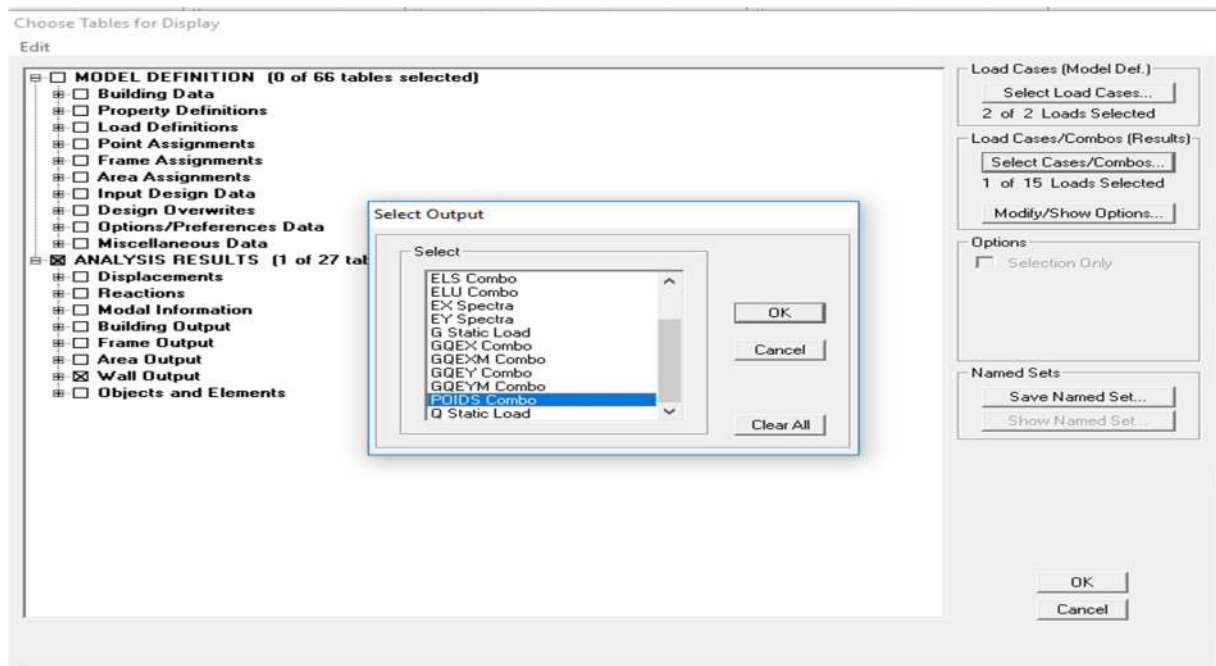 Choose Tables for Display
Edit
MODEL DEFINITION (0 of 66 tables selected)
Building Data
Property Definitions
Load Definitions
Point Assignments
Frame Assignments
Area Assignments
Input Design Data
Design Overwrites
Options/Preferences Data
Miscellaneous Data
ANALYSIS RESULTS (1 of 27 tab
Displacements
Reactions
Modal Information
Building Output
Frame Output
Area Output
Wall Output
Objects and Elements
Select Output
Select
ELS Combo
ELU Combo
EX Spectra
EY Spectra
G Static Load
GQEX Combo
GQEXM Combo
GQEY Combo
GQEYM Combo
POIDS Combo
Q Static Load
OK
Cancel
Clear All
Load Cases (Model Def.)
Select Load Cases...
2 of 2 Loads Selected
Load Cases/Combos (Results)
Select Cases/Combos...
1 of 15 Loads Selected
Modify/Show Options...
Options
Selection Only
Named Sets
Save Named Set...
Show Named Set...
OK
Cancel